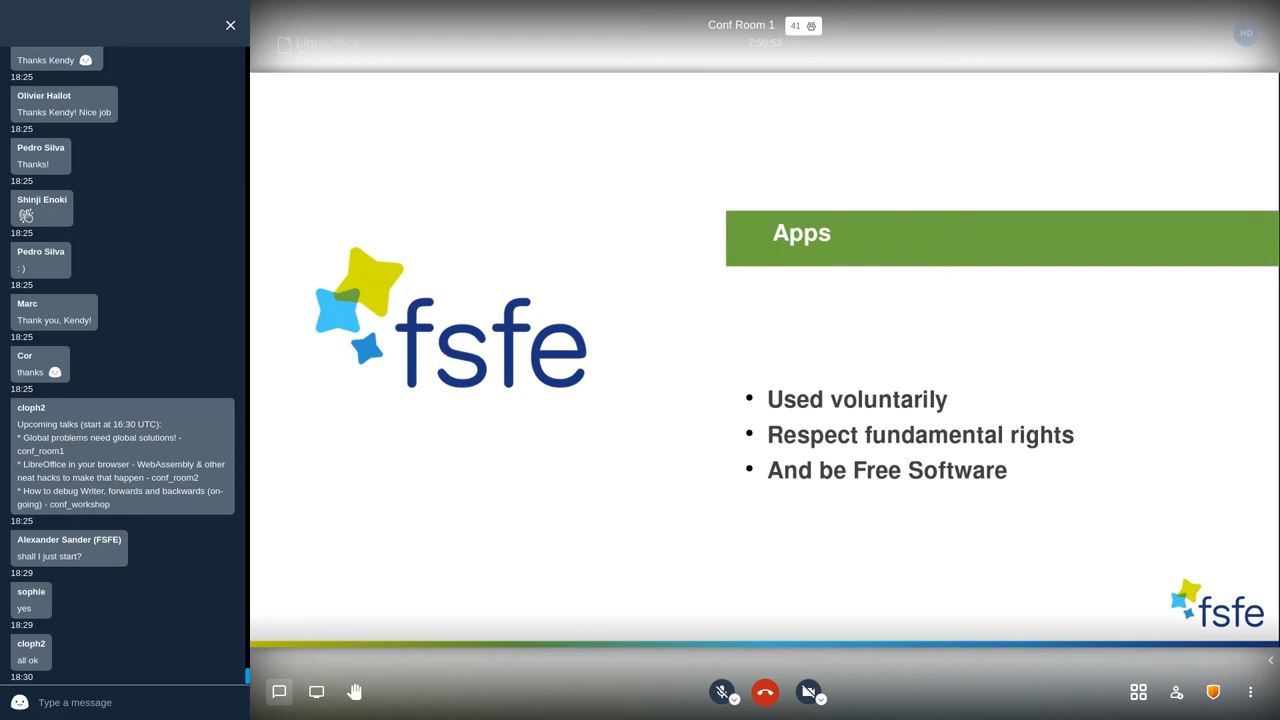 Thanks Kendy
18:25
Olivier Hallot
Thanks Kendy! Nice job
18:25
Pedro Silva
Thanks!
18:25
Shinji Enoki
18:25
Pedro Silva
: )
18:25
Marc
Thank you, Kendy!
18:25
Cor
thanks
18:25
cloph2
Upcoming talks (start at 16:30 UTC):
* Global problems need global solutions! -
conf_room1
* LibreOffice in your browser - WebAssembly & other
neat hacks to make that happen - conf_room2
* How to debug Writer, forwards and backwards (on-
going) - conf_workshop
18:25
Alexander Sander (FSFE)
shall I just start?
18:29
sophie
yes
18:29
cloph2
all ok
18:30
Type a message
LibreOffice
Conf Room 1
41
7:50:53
HD
fsfe
Apps
• Used voluntarily
• Respect fundamental rights
• And be Free Software
fsfe